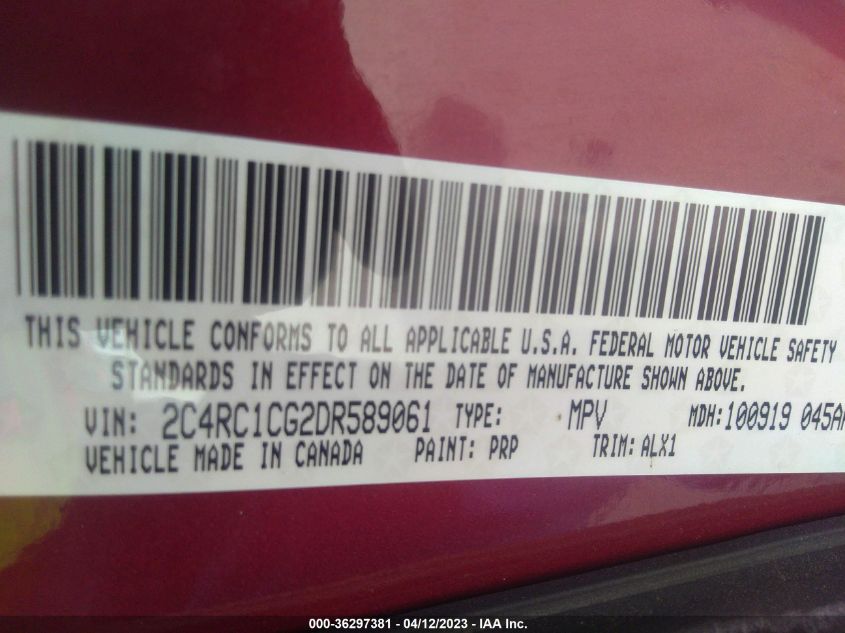 THIS VEHICLE CONFORMS TO ALL APPLICABLE U.S.A. FEDERAL MOTOR VEHICLE SAFETY
STANDARDS IN EFFECT ON THE DATE OF MANUFACTURE SHOWN ABOVE.
VIN: 2C4RC1CG2DR589061 TYPE: MPV MDH:100919 045A
VEHICLE MADE IN CANADA PAINT: PRP TRIM: ALX1
000-36297381 - 04/12/2023 - IAA Inc.